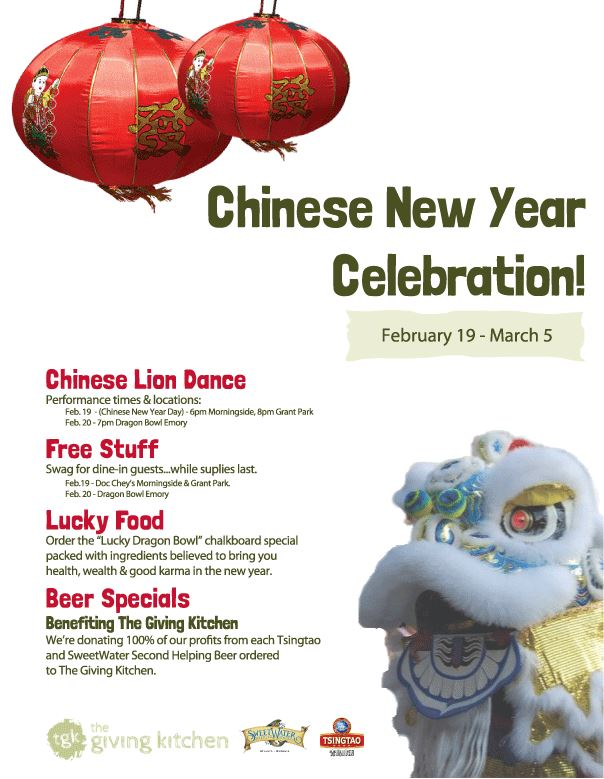 Chinese New Year
Celebration!
February 19 - March 5
Chinese Lion Dance
Performance times & locations:
Feb. 19 - (Chinese New Year Day) - 6pm Morningside, 8pm Grant Park
Feb. 20 - 7pm Dragon Bowl Emory
Free Stuff
Swag for dine-in guests...while suplies last.
Feb.19 - Doc Chey's Morningside & Grant Park.
Feb. 20 - Dragon Bowl Emory
Lucky Food
Order the "Lucky Dragon Bowl" chalkboard special
packed with ingredients believed to bring you
health, wealth & good karma in the new year.
Beer Specials
Benefiting The Giving Kitchen
We're donating 100% of our profits from each Tsingtao
and SweetWater Second Helping Beer ordered
to The Giving Kitchen.
tgk
the
giving kitchen
SWEETWATER
TSINGTAO